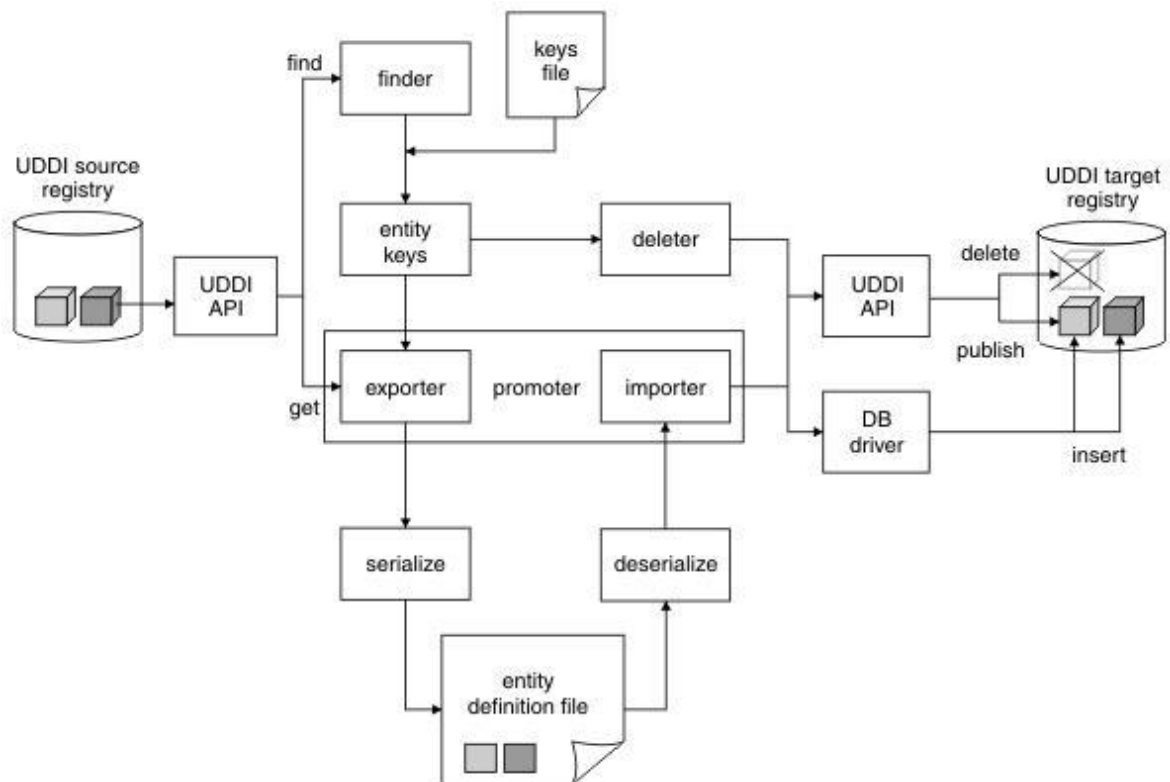 keys
file
find
finder
UDDI source
registry
UDDI target
registry
entity
keys
deleter
delete
UDDI
API
UDDI
API
publish
exporter
promoter
importer
get
DB
driver
insert
serialize
deserialize
entity
definition file